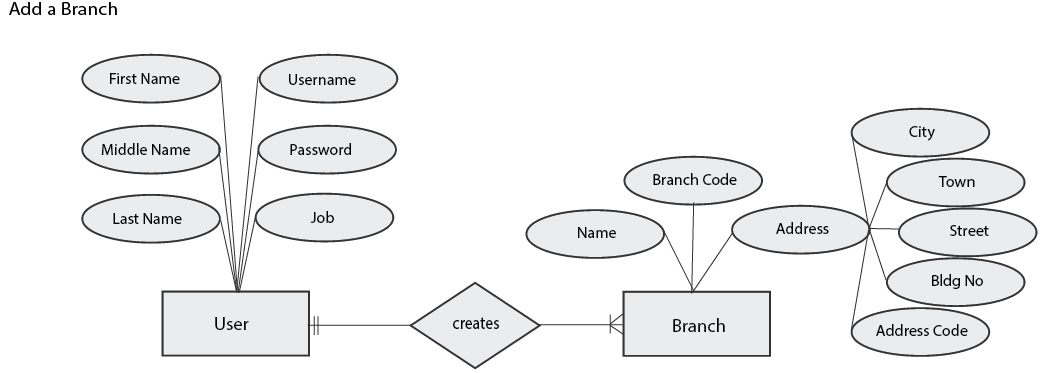 Add a Branch
First Name
Username
Middle Name
Password
Last Name
Job
City
Branch Code
Town
Name
Address
Street
Bldg No
User
creates
Branch
Address Code